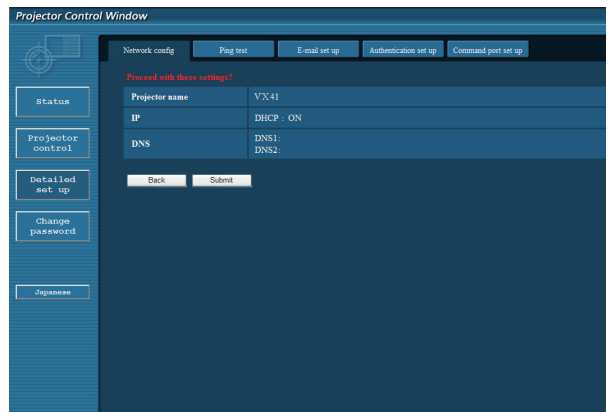 Projector Control Window
Network config
Ping test
E-mail set up
Authentication set up
Command port set up
Proceed with these settings?
Projector name
VX41
IP
DHCP : ON
DNS
DNS1:
DNS2:
Back
Submit
Status
Projector
control
Detailed
set up
Change
password
Japanese